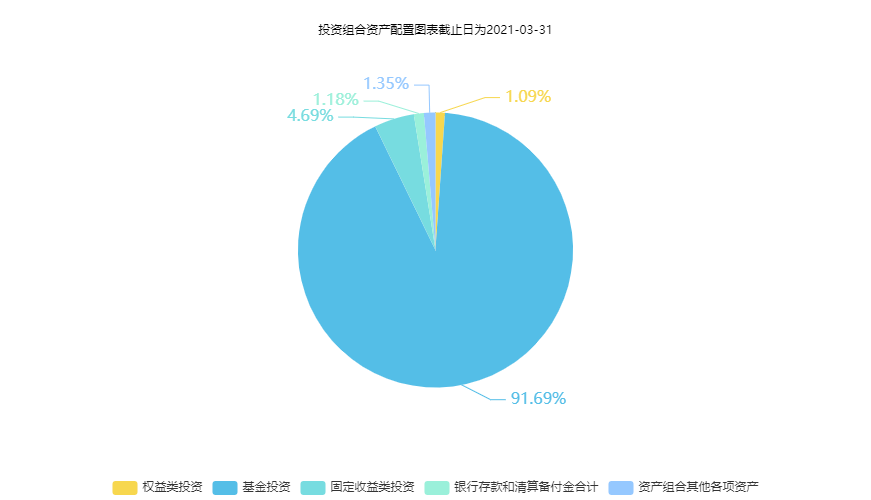 投资组合资产配置图表截止日为2021-03-31
1.35%
1.09%
1.18%
4.69%
91.69%
权益类投资 基金投资 固定收益类投资 银行存款和清算备付金合计 资产组合其他各项资产